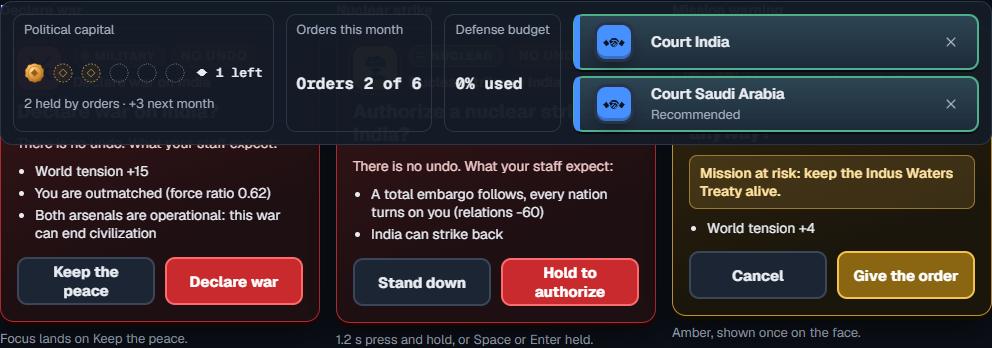 Political capital
1 left
2 held by orders · +3 next month
Orders this month
Orders 2 of 6
Defense budget
0% used
Court India
Court Saudi Arabia
Recommended
There is no undo. What your staff expect:
World tension +15
You are outmatched (force ratio 0.62)
Both arsenals are operational: this war
can end civilization
Keep the
peace
Declare war
Focus lands on Keep the peace.
Authorize a nuclear
India?
There is no undo. What your staff expect:
A total embargo follows, every nation
turns on you (relations -60)
India can strike back
Stand down
Hold to
authorize
1.2 s press and hold, or Space or Enter held.
Mission at risk: keep the Indus Waters
Treaty alive.
World tension +4
Cancel
Give the order
Amber, shown once on the face.